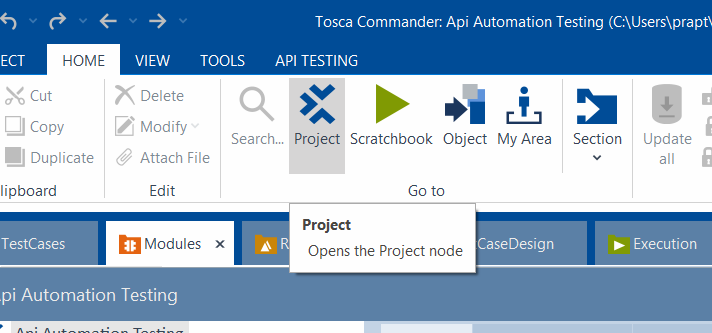 Tosca Commander: Api Automation Testing (C:\Users\prapt\
ECT HOME VIEW TOOLS API TESTING
Cut Delete
Copy Modify Search... Project Scratchbook Object My Area Section Update all
Duplicate Attach File
lipboard Edit Go to
Project
Opens the Project node
TestCases Modules × R CaseDesign Execution
pi Automation Testing
Api Automation Testing